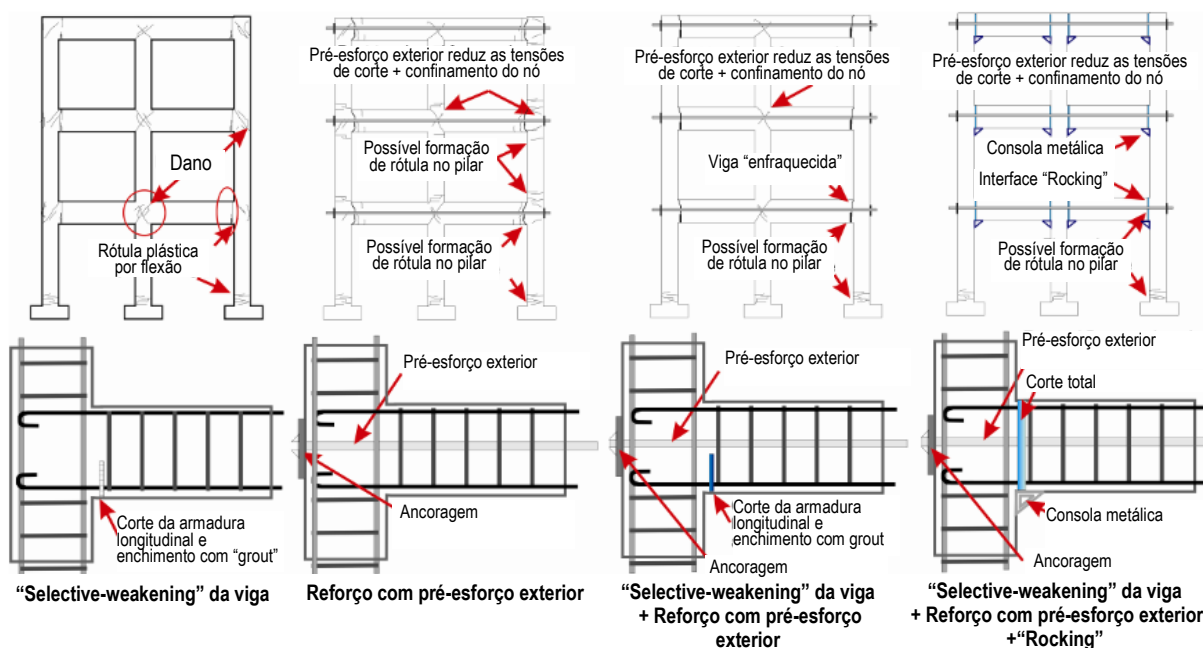 Dano
Rótula plástica
por flexão
Pré-esforço exterior reduz as tensões
de corte + confinamento do nó
Possível formação
de rótula no pilar
Possível formação
de rótula no pilar
Pré-esforço exterior reduz as tensões
de corte + confinamento do nó
Viga “enfraquecida”
Possível formação
de rótula no pilar
Pré-esforço exterior reduz as tensões
de corte + confinamento do nó
Consola metálica
Interface “Rocking”
Possível formação
de rótula no pilar
Corte da armadura
longitudinal e
enchimento com “grout”
“Selective-weakening” da viga
Pré-esforço exterior
Ancoragem
Reforço com pré-esforço exterior
Pré-esforço exterior
Corte da armadura
longitudinal e
enchimento com grout
Ancoragem
“Selective-weakening” da viga
+ Reforço com pré-esforço
exterior
Pré-esforço exterior
Corte total
Consola metálica
Ancoragem
“Selective-weakening” da viga
+ Reforço com pré-esforço exterior
+“Rocking”